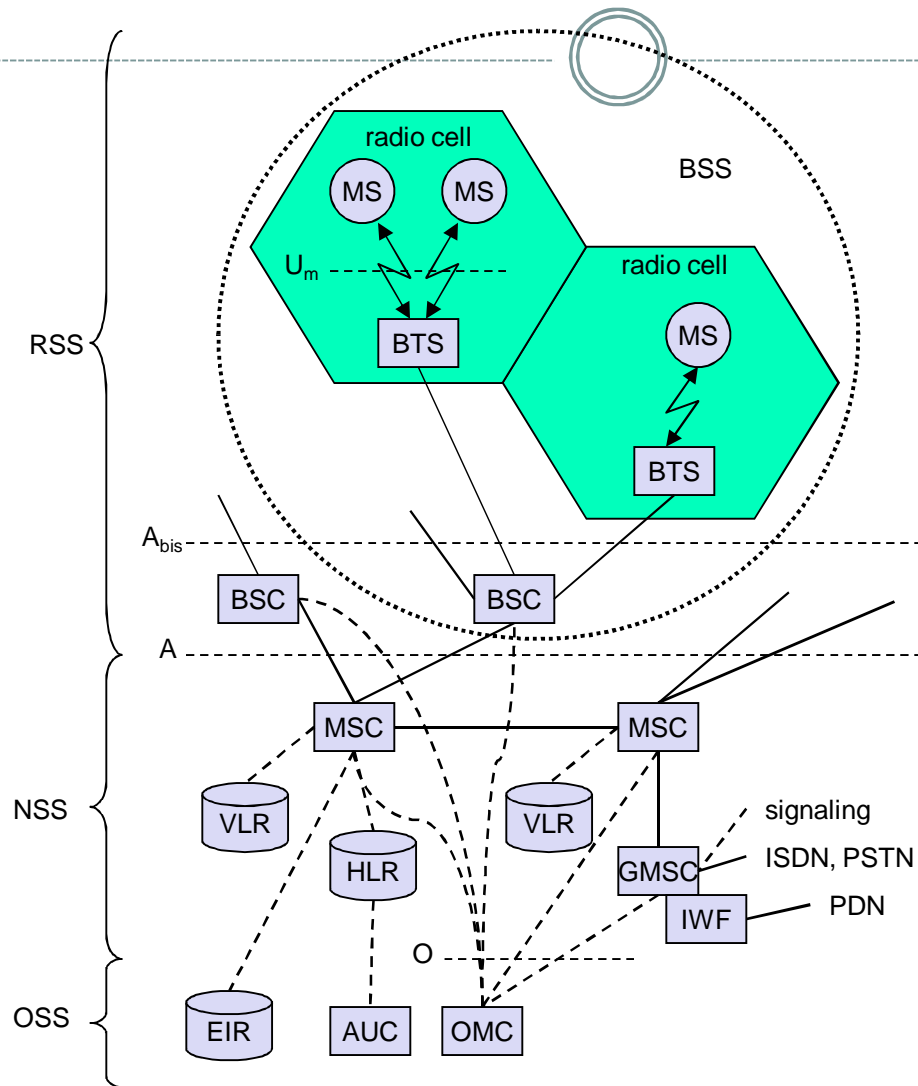 radio cell
BSS
MS
MS
radio cell
Um
MS
RSS
BTS
BTS
Abis
BSC
BSC
A
MSC
MSC
NSS
VLR
VLR
signaling
HLR
GMSC
ISDN, PSTN
IWF
PDN
O
OSS
EIR
AUC
OMC